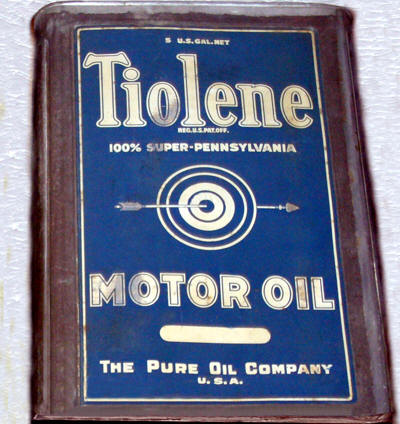 5 U.S. GAL. NET
Tiolene
REG. U.S. PAT. OFF.
100% SUPER-PENNSYLVANIA
MOTOR OIL
THE PURE OIL COMPANY
U.S.A.